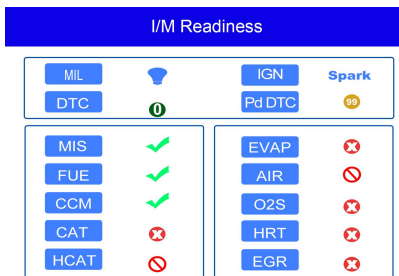 I/M Readiness
MIL
IGN Spark
DTC 0
Pd DTC 99
MIS
FUE
CCM
CAT
HCAT
EVAP
AIR
O2S
HRT
EGR